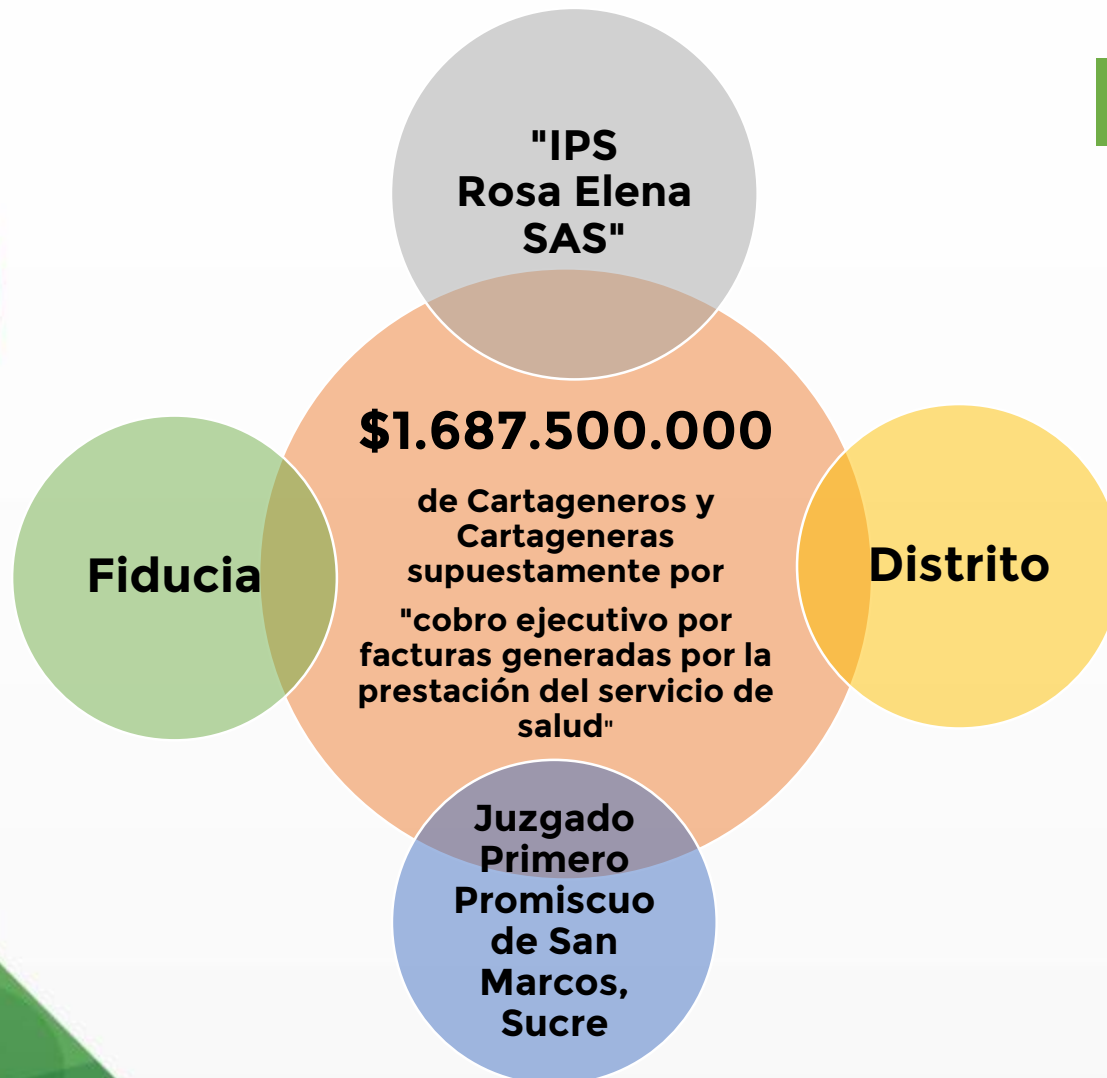 "IPS
Rosa Elena
SAS"
$1.687.500.000
de Cartageneros y
Cartageneras
supuestamente por
"cobro ejecutivo por
facturas generadas por la
prestación del servicio de
salud"
Fiducia
Distrito
Juzgado
Primero
Promiscuo
de San
Marcos,
Sucre